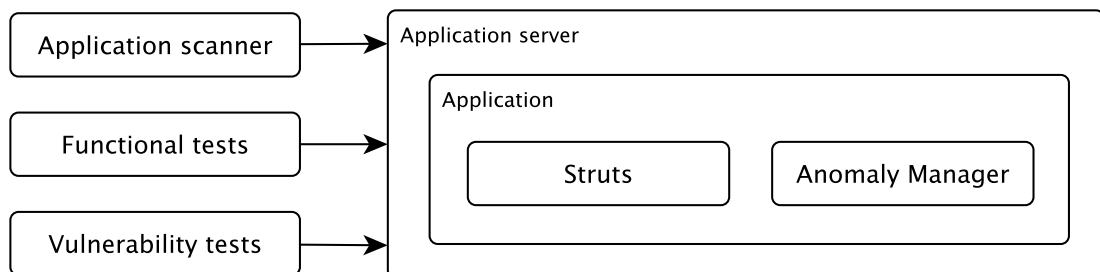 Application scanner
Functional tests
Vulnerability tests
Application server
Application
Struts
Anomaly Manager